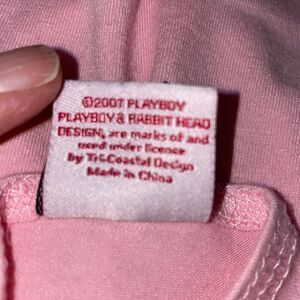 ©2007 PLAYBOY
PLAYBOY & RABBIT HEAD
DESIGN, are marks of and
used under licence
by Tri-Coastal Design
Made in China